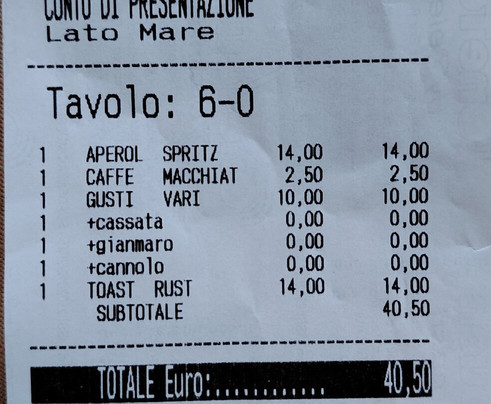 CONTO DI PRESENTAZIONE
Lato Mare
Tavolo: 6-0
1 APEROL SPRITZ 14,00 14,00
1 CAFFE MACCHIAT 2,50 2,50
1 GUSTI VARI 10,00 10,00
1 +cassata 0,00 0,00
1 +gianmaro 0,00 0,00
1 +cannolo 0,00 0,00
1 TOAST RUST 14,00 14,00
SUBTOTALE 40,50
TOTALE Euro:............. 40,50